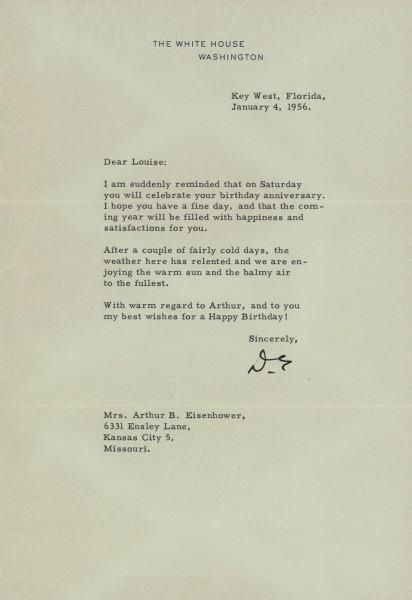 THE WHITE HOUSE
WASHINGTON
Key West, Florida,
January 4, 1956.
Dear Louise:
I am suddenly reminded that on Saturday
you will celebrate your birthday anniversary.
I hope you have a fine day, and that the com-
ing year will be filled with happiness and
satisfactions for you.
After a couple of fairly cold days, the
weather here has relented and we are en-
joying the warm sun and the balmy air
to the fullest.
With warm regard to Arthur, and to you
my best wishes for a Happy Birthday!
Sincerely,
D.E
Mrs. Arthur B. Eisenhower,
6331 Ensley Lane,
Kansas City 5,
Missouri.